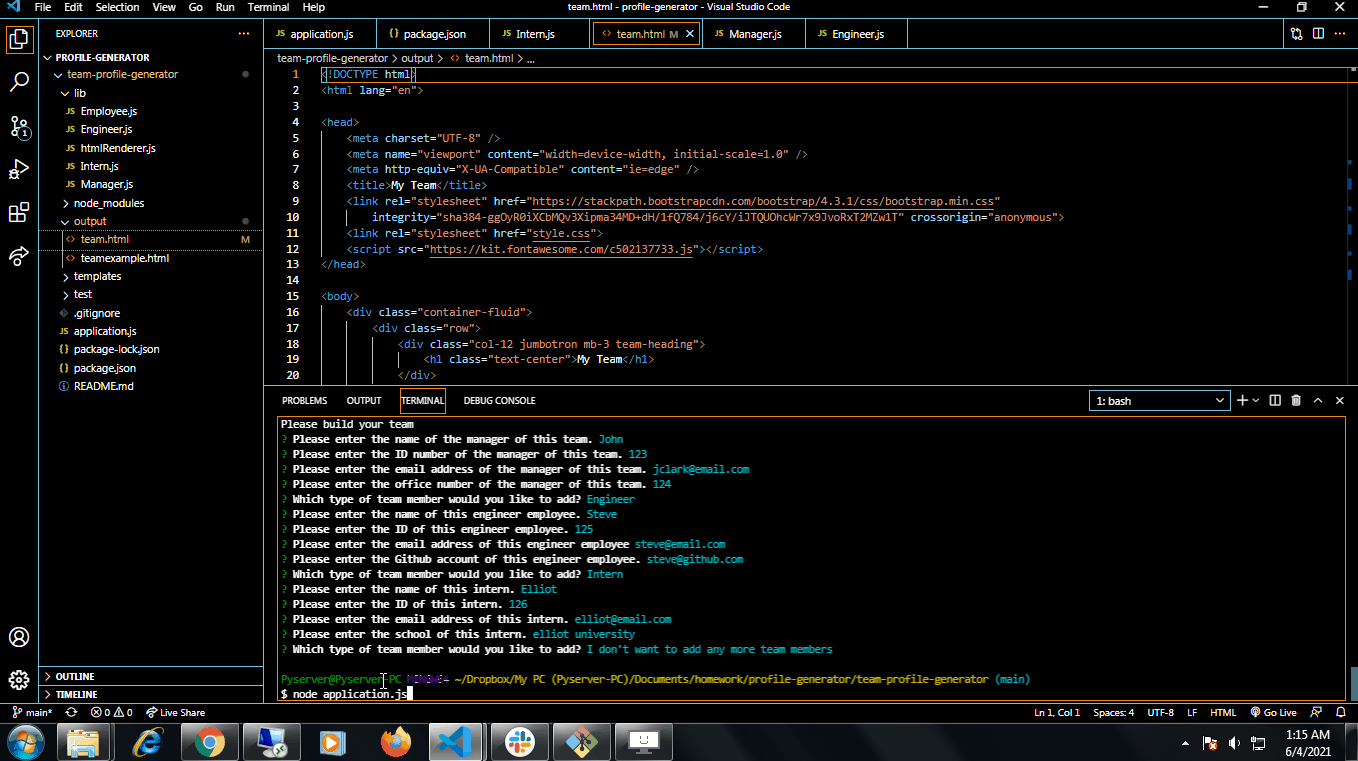 File Edit Selection View Go Run Terminal Help
team.html - profile-generator - Visual Studio Code
EXPLORER
PROFILE-GENERATOR
team-profile-generator
lib
JS Employee.js
JS Engineer.js
JS htmlRenderer.js
JS Intern.js
JS Manager.js
node_modules
output
<> team.html M
<> teamexample.html
templates
test
.gitignore
JS application.js
{} package-lock.json
{} package.json
README.md
OUTLINE
TIMELINE
1
JS application.js
{} package.json
JS Intern.js
<> team.html M
JS Manager.js
JS Engineer.js
team-profile-generator > output > <> team.html > ...
1 <!DOCTYPE html>
2 <html lang="en">
3
4 <head>
5 <meta charset="UTF-8" />
6 <meta name="viewport" content="width=device-width, initial-scale=1.0" />
7 <meta http-equiv="X-UA-Compatible" content="ie=edge" />
8 <title>My Team</title>
9 <link rel="stylesheet" href="https://stackpath.bootstrapcdn.com/bootstrap/4.3.1/css/bootstrap.min.css"
10 integrity="sha384-ggOyR0iXCbMQv3Xipma34MD+dH/1fQ784/j6cY/iJTQUOhcWr7x9JvoRxT2MZw1T" crossorigin="anonymous">
11 <link rel="stylesheet" href="style.css">
12 <script src="https://kit.fontawesome.com/c502137733.js"></script>
13 </head>
14
15 <body>
16 <div class="container-fluid">
17 <div class="row">
18 <div class="col-12 jumbotron mb-3 team-heading">
19 <h1 class="text-center">My Team</h1>
20 </div>
PROBLEMS OUTPUT TERMINAL DEBUG CONSOLE
1: bash
Please build your team
? Please enter the name of the manager of this team. John
? Please enter the ID number of the manager of this team. 123
? Please enter the email address of the manager of this team. jclark@email.com
? Please enter the office number of the manager of this team. 124
? Which type of team member would you like to add? Engineer
? Please enter the name of this engineer employee. Steve
? Please enter the ID of this engineer employee. 125
? Please enter the email address of this engineer employee steve@email.com
? Please enter the Github account of this engineer employee. steve@github.com
? Which type of team member would you like to add? Intern
? Please enter the name of this intern. Elliot
? Please enter the ID of this intern. 126
? Please enter the email address of this intern. elliot@email.com
? Please enter the school of this intern. elliot university
? Which type of team member would you like to add? I don't want to add any more team members
Pyserver@Pyserver-PC MINGW64 ~/Dropbox/My PC (Pyserver-PC)/Documents/homework/profile-generator/team-profile-generator (main)
$ node application.js
main* 0 0 Live Share
Ln 1, Col 1 Spaces: 4 UTF-8 LF HTML Go Live
1:15 AM
6/4/2021